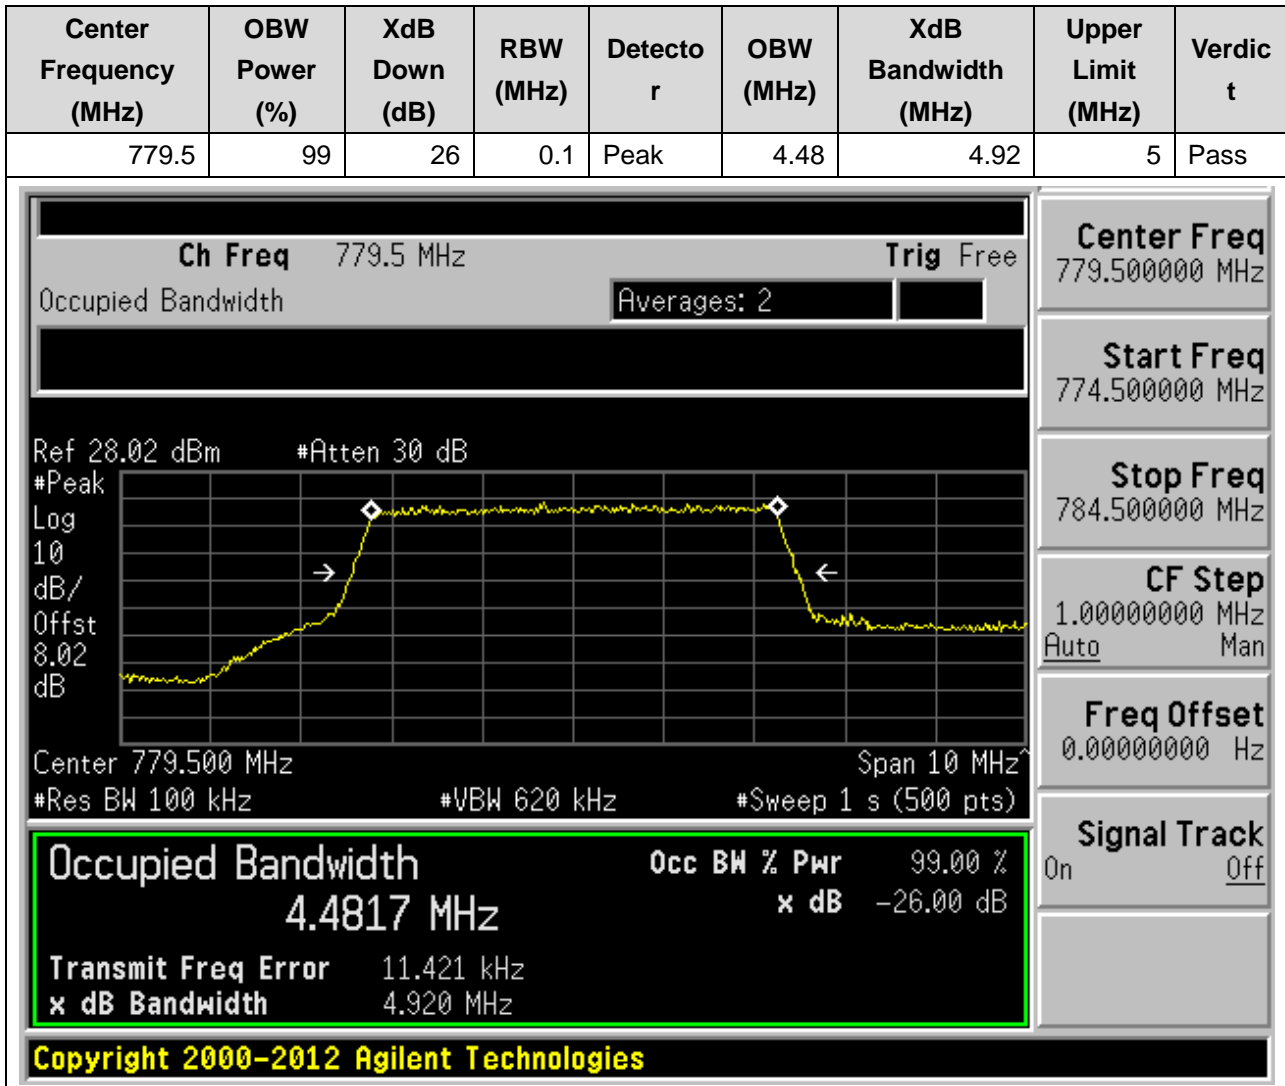 Center Frequency (MHz) OBW Power (%) XdB Down (dB) RBW (MHz) Detector OBW (MHz) XdB Bandwidth (MHz) Upper Limit (MHz) Verdict
779.5 99 26 0.1 Peak 4.48 4.92 5 Pass
Ch Freq 779.5 MHz Trig Free
Occupied Bandwidth Averages: 2
Ref 28.02 dBm #Atten 30 dB
#Peak
Log
10
dB/
Offst
8.02
dB
Center 779.500 MHz Span 10 MHz^
#Res BW 100 kHz #VBW 620 kHz #Sweep 1 s (500 pts)
Occupied Bandwidth Occ BW % Pwr 99.00 %
4.4817 MHz x dB -26.00 dB
Transmit Freq Error 11.421 kHz
x dB Bandwidth 4.920 MHz
Copyright 2000-2012 Agilent Technologies
Center Freq
779.500000 MHz
Start Freq
774.500000 MHz
Stop Freq
784.500000 MHz
CF Step
1.00000000 MHz
Auto Man
Freq Offset
0.00000000 Hz
Signal Track
On Off